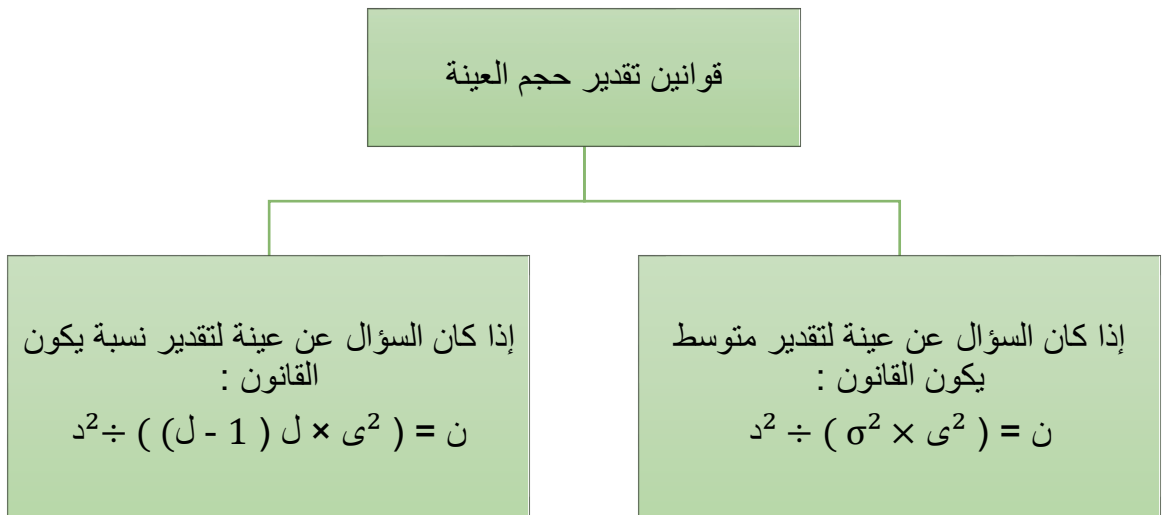 قوانين تقدير حجم العينة
إذا كان السؤال عن عينة لتقدير متوسط
يكون القانون :
ن = ( ى² × σ² ) ÷ د²
إذا كان السؤال عن عينة لتقدير نسبة يكون
القانون :
ن = ( ى² × ل ( 1 - ل) ) ÷ د²